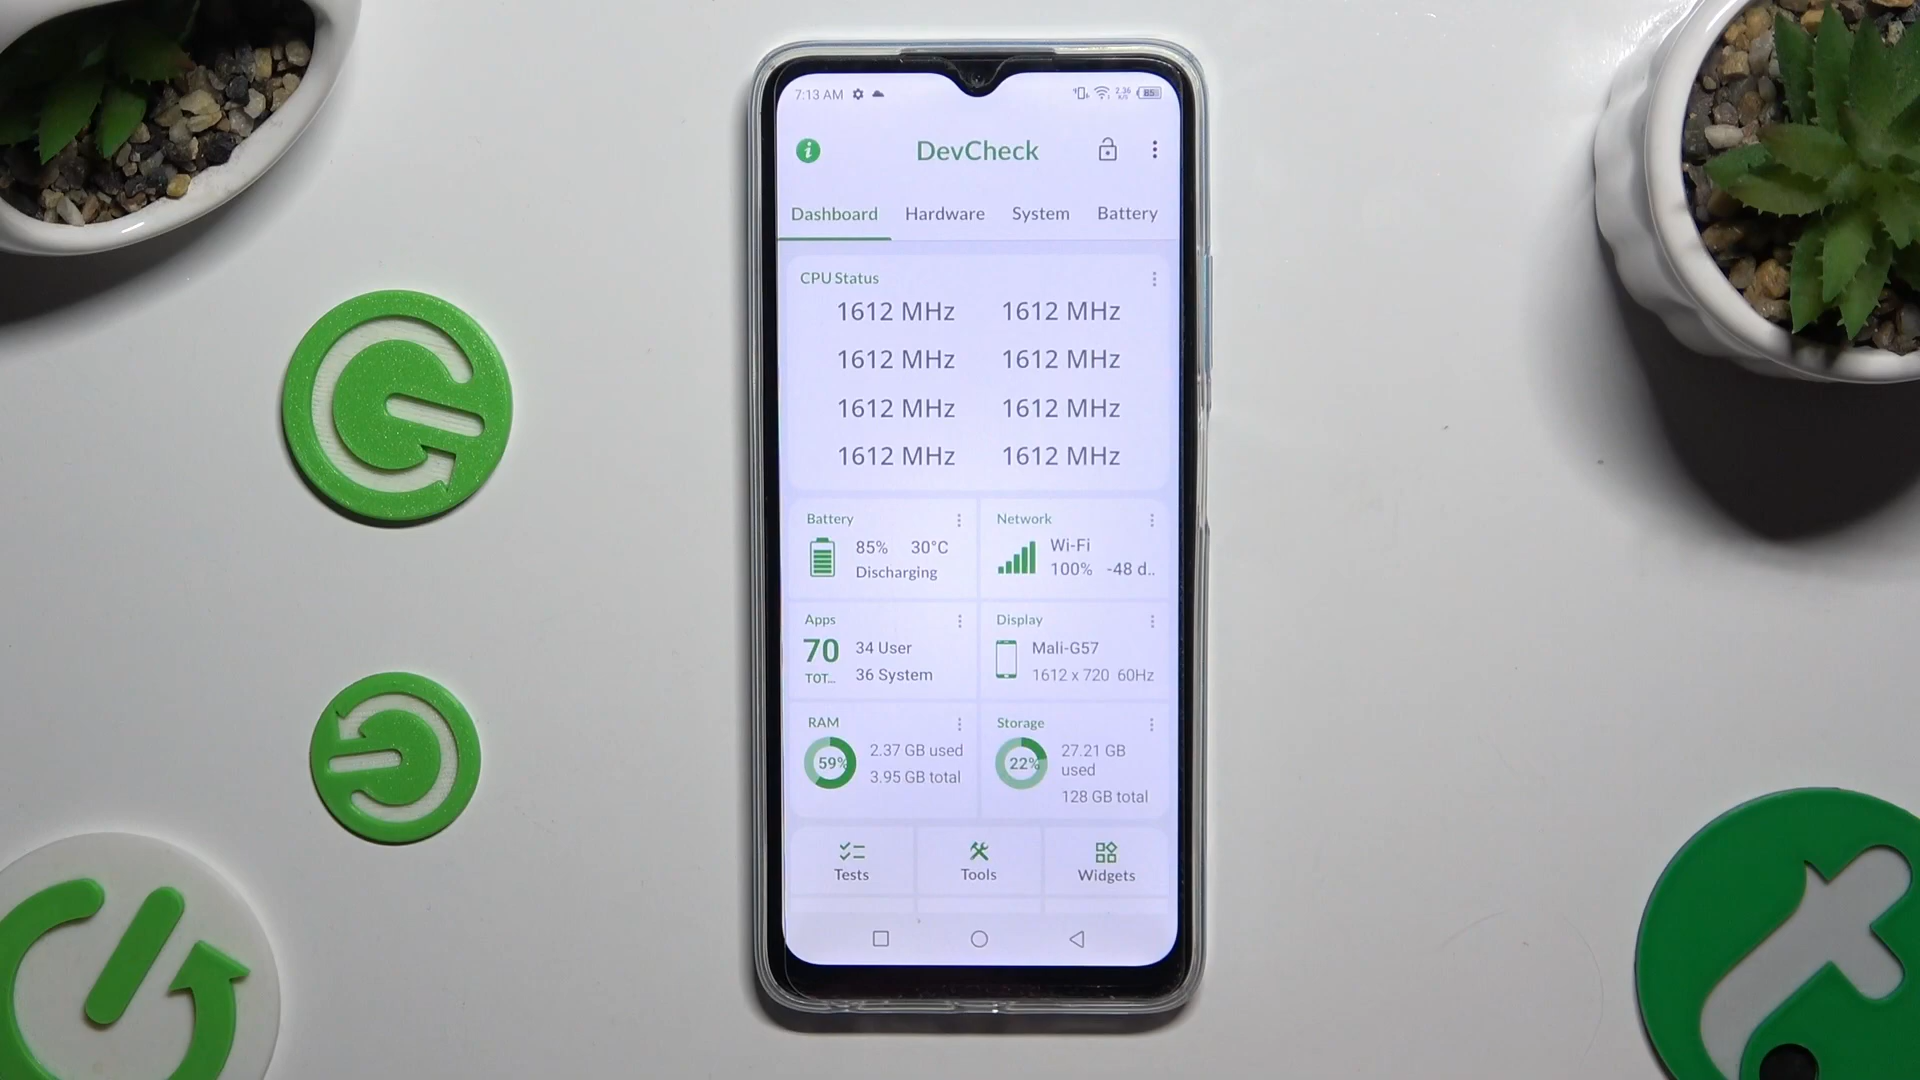 7:13 AM 2.36 K/S 85
DevCheck
Dashboard Hardware System Battery
CPU Status
1612 MHz 1612 MHz
1612 MHz 1612 MHz
1612 MHz 1612 MHz
1612 MHz 1612 MHz
Battery
85% 30°C
Discharging
Network
Wi-Fi
100% -48 d..
Apps
70 34 User
TOT... 36 System
Display
Mali-G57
1612 x 720 60Hz
RAM
59% 2.37 GB used
3.95 GB total
Storage
22% 27.21 GB
used
128 GB total
Tests Tools Widgets